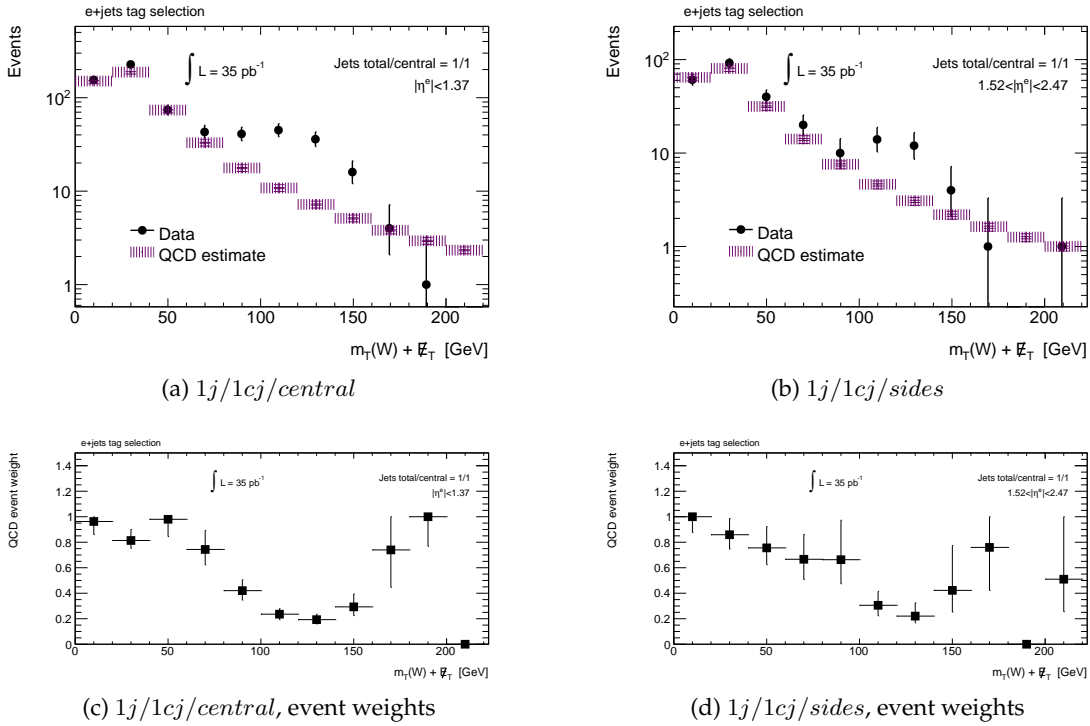 e+jets tag selection
Events
10²
10
1
∫ L = 35 pb⁻¹
Jets total/central = 1/1
|ηᵉ|<1.37
Data
QCD estimate
0 50 100 150 200
m_T(W) + E̸_T [GeV]
(a) 1j/1cj/central
e+jets tag selection
Events
10²
10
1
∫ L = 35 pb⁻¹
Jets total/central = 1/1
1.52<|ηᵉ|<2.47
Data
QCD estimate
0 50 100 150 200
m_T(W) + E̸_T [GeV]
(b) 1j/1cj/sides
e+jets tag selection
QCD event weight
1.4
1.2
1
0.8
0.6
0.4
0.2
0
∫ L = 35 pb⁻¹
Jets total/central = 1/1
|ηᵉ|<1.37
0 50 100 150 200
m_T(W) + E̸_T [GeV]
(c) 1j/1cj/central, event weights
e+jets tag selection
QCD event weight
1.4
1.2
1
0.8
0.6
0.4
0.2
0
∫ L = 35 pb⁻¹
Jets total/central = 1/1
1.52<|ηᵉ|<2.47
0 50 100 150 200
m_T(W) + E̸_T [GeV]
(d) 1j/1cj/sides, event weights